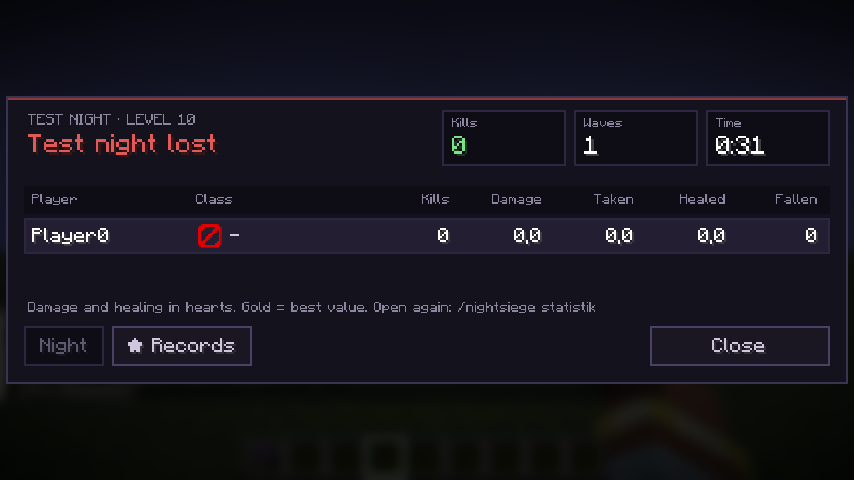 TEST NIGHT · LEVEL 10
Test night lost
Kills
0
Waves
1
Time
0:31
Player Class Kills Damage Taken Healed Fallen
Player0 – 0 0,0 0,0 0,0 0
Damage and healing in hearts. Gold = best value. Open again: /nightsiege statistik
Night
Records
Close